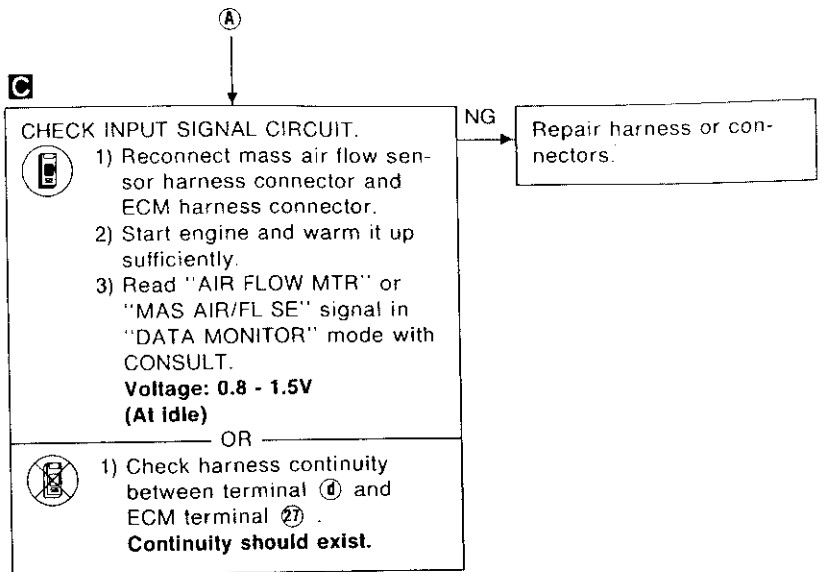 A
C
CHECK INPUT SIGNAL CIRCUIT.
1) Reconnect mass air flow sen-
sor harness connector and
ECM harness connector.
2) Start engine and warm it up
sufficiently.
3) Read "AIR FLOW MTR" or
"MAS AIR/FL SE" signal in
"DATA MONITOR" mode with
CONSULT.
Voltage: 0.8 - 1.5V
(At idle)
OR
1) Check harness continuity
between terminal ⓓ and
ECM terminal ㉗ .
Continuity should exist.
NG
Repair harness or con-
nectors.